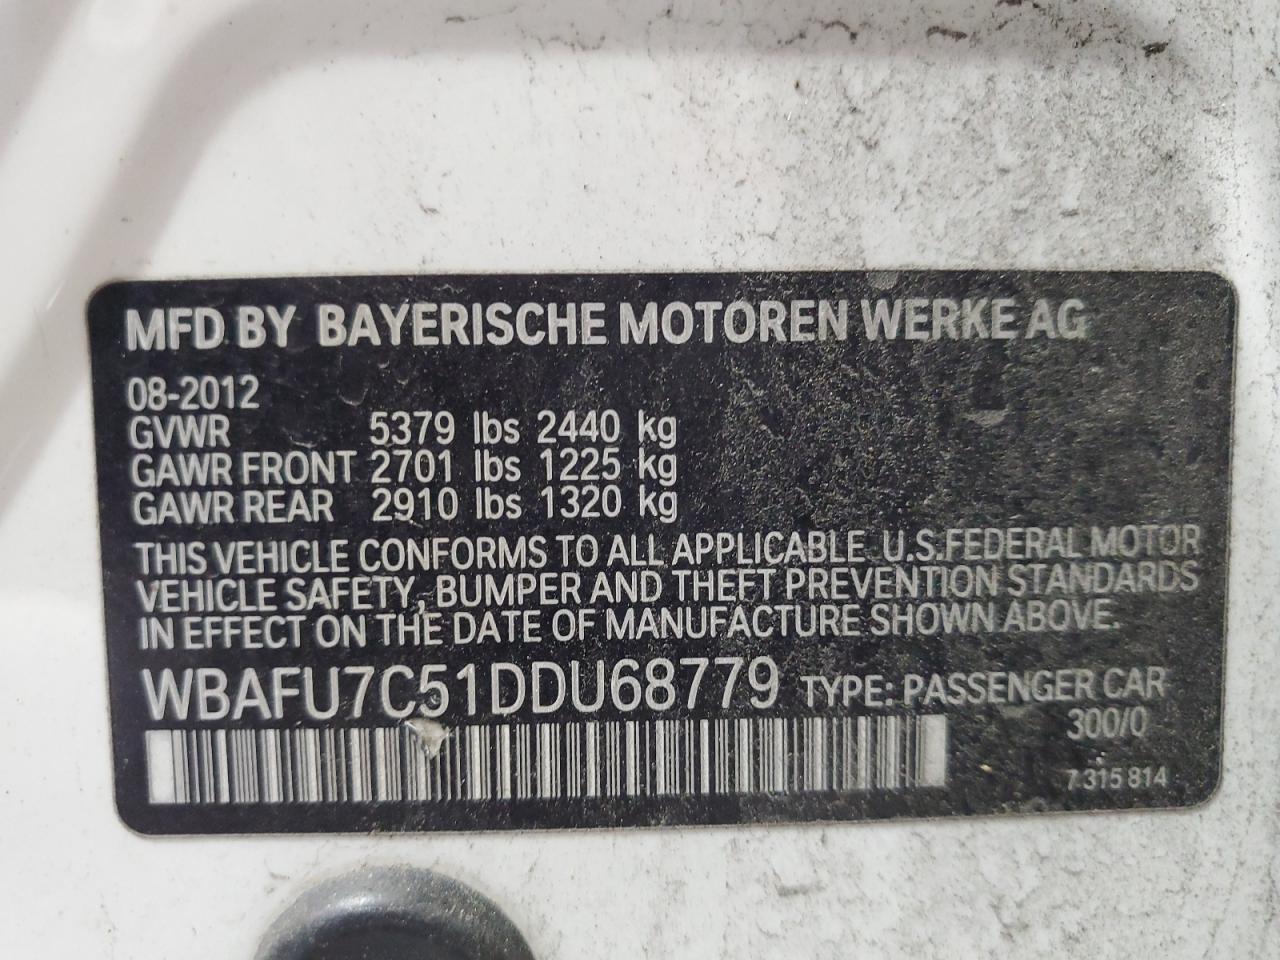 MFD BY BAYERISCHE MOTOREN WERKE AG
08-2012
GVWR 5379 lbs 2440 kg
GAWR FRONT 2701 lbs 1225 kg
GAWR REAR 2910 lbs 1320 kg
THIS VEHICLE CONFORMS TO ALL APPLICABLE U.S.FEDERAL MOTOR
VEHICLE SAFETY, BUMPER AND THEFT PREVENTION STANDARDS
IN EFFECT ON THE DATE OF MANUFACTURE SHOWN ABOVE.
WBAFU7C51DDU68779 TYPE: PASSENGER CAR
300/0
7 315 814